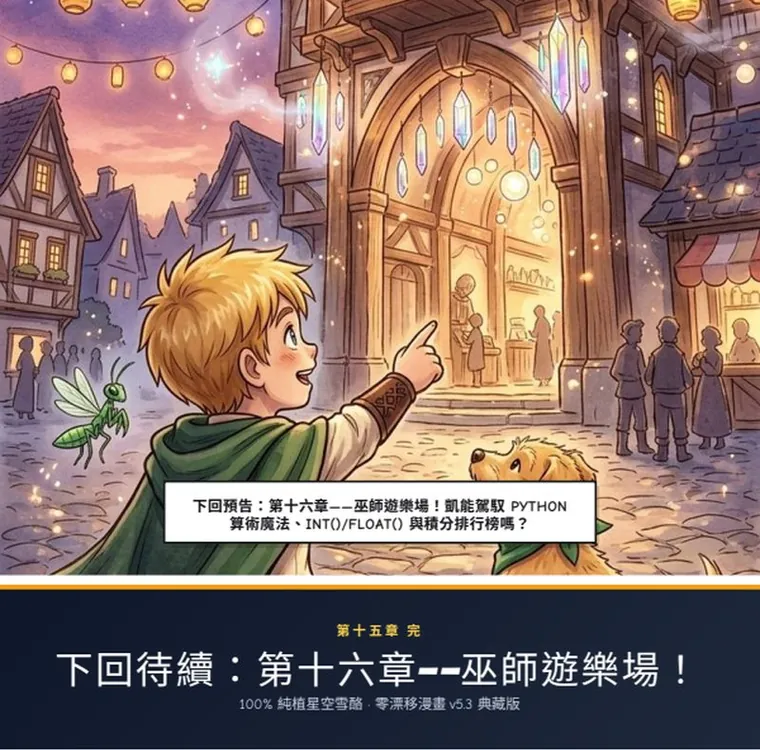 下回預告：第十六章——巫師遊樂場！凱能駕馭 PYTHON
算術魔法、INT()/FLOAT() 與積分排行榜嗎？
第十五章 完
下回待續：第十六章——巫師遊樂場！
100% 純植星空雪酪 · 零漂移漫畫 v5.3 典藏版